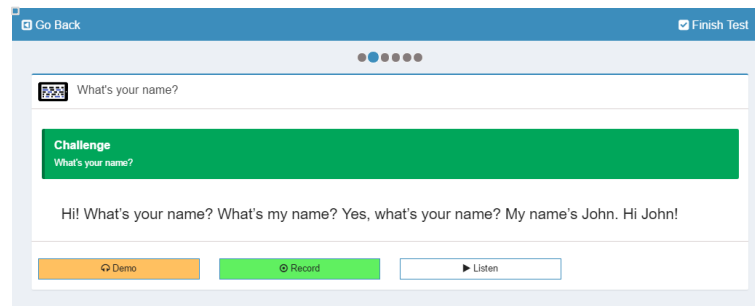 Go Back
Finish Test
What's your name?
Challenge
What's your name?
Hi! What's your name? What's my name? Yes, what's your name? My name's John. Hi John!
Demo
Record
Listen